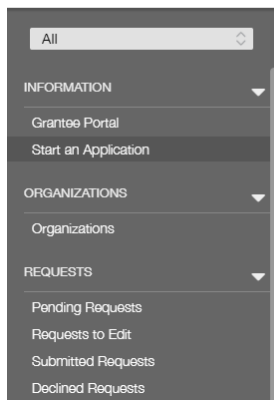 All
INFORMATION
Grantee Portal
Start an Application
ORGANIZATIONS
Organizations
REQUESTS
Pending Requests
Requests to Edit
Submitted Requests
Declined Requests